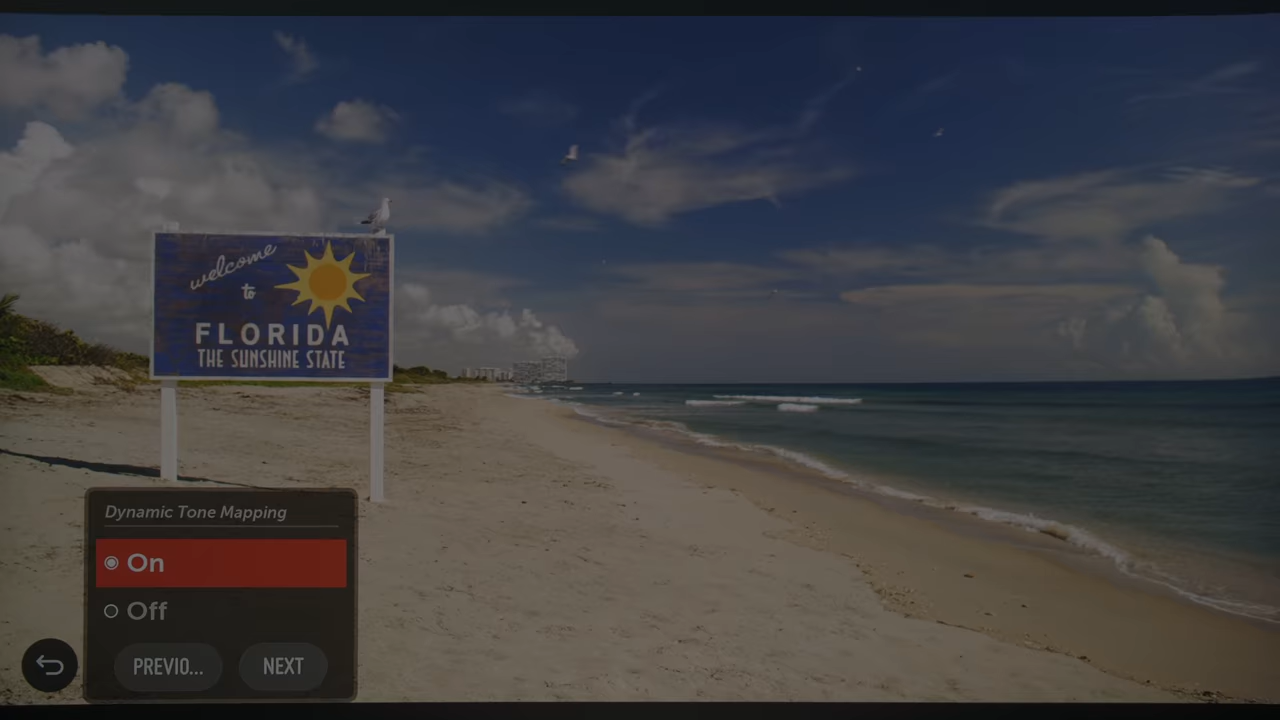 welcome
to
FLORIDA
THE SUNSHINE STATE
Dynamic Tone Mapping
On
Off
PREVIO...
NEXT